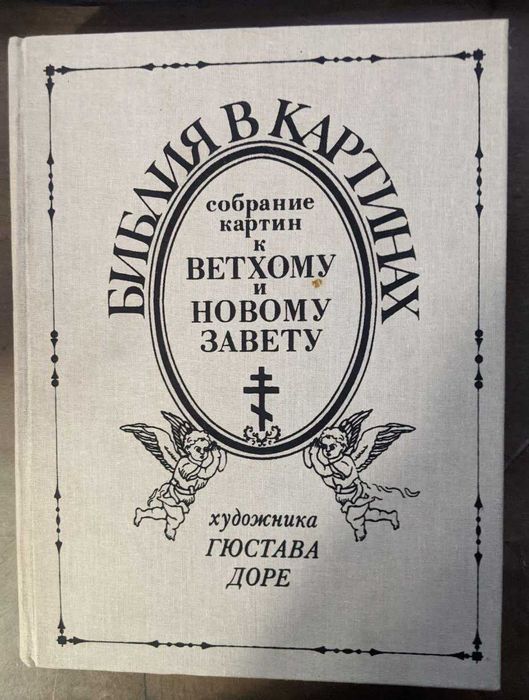 БИБЛИЯ В КАРТИНАХ
собрание
картин
к
ВЕТХОМУ
и
НОВОМУ
ЗАВЕТУ
художника
ГЮСТАВА
ДОРЕ